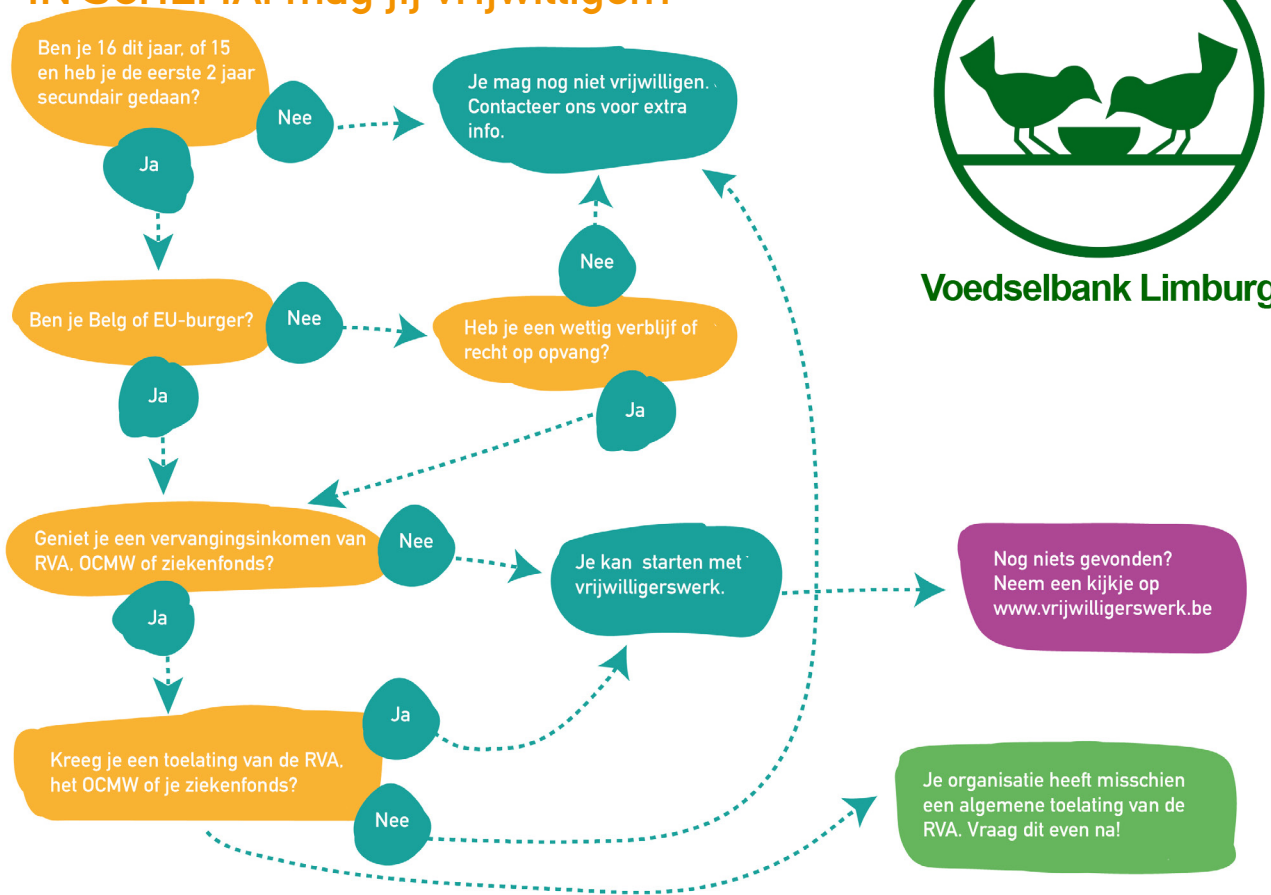 IN SCHEMA: mag jij vrijwilligen?
Ben je 16 dit jaar, of 15
en heb je de eerste 2 jaar
secundair gedaan?
Nee
Ja
Je mag nog niet vrijwilligen.
Contacteer ons voor extra
info.
Voedselbank Limburg
Ben je Belg of EU-burger?
Nee
Ja
Nee
Heb je een wettig verblijf of
recht op opvang?
Ja
Geniet je een vervangingsinkomen van
RVA, OCMW of ziekenfonds?
Nee
Ja
Je kan starten met
vrijwilligerswerk.
Nog niets gevonden?
Neem een kijkje op
www.vrijwilligerswerk.be
Kreeg je een toelating van de RVA,
het OCMW of je ziekenfonds?
Ja
Nee
Je organisatie heeft misschien
een algemene toelating van de
RVA. Vraag dit even na!